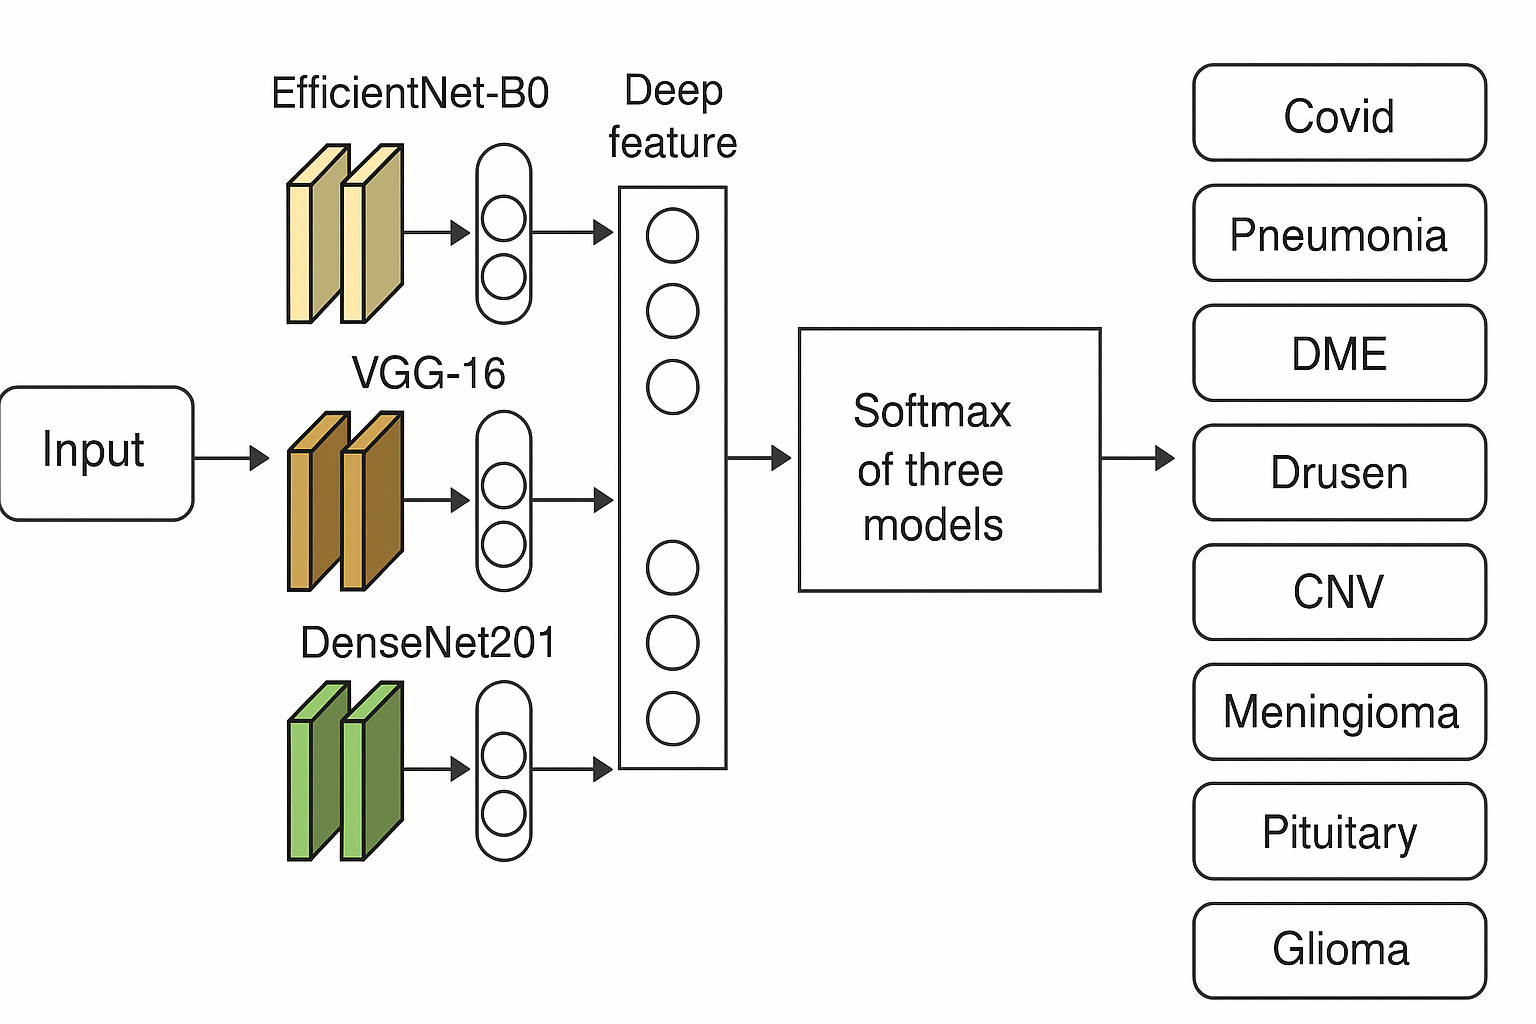 EfficientNet-B0
Deep
feature
VGG-16
Input
DenseNet201
Softmax
of three
models
Covid
Pneumonia
DME
Drusen
CNV
Meningioma
Pituitary
Glioma